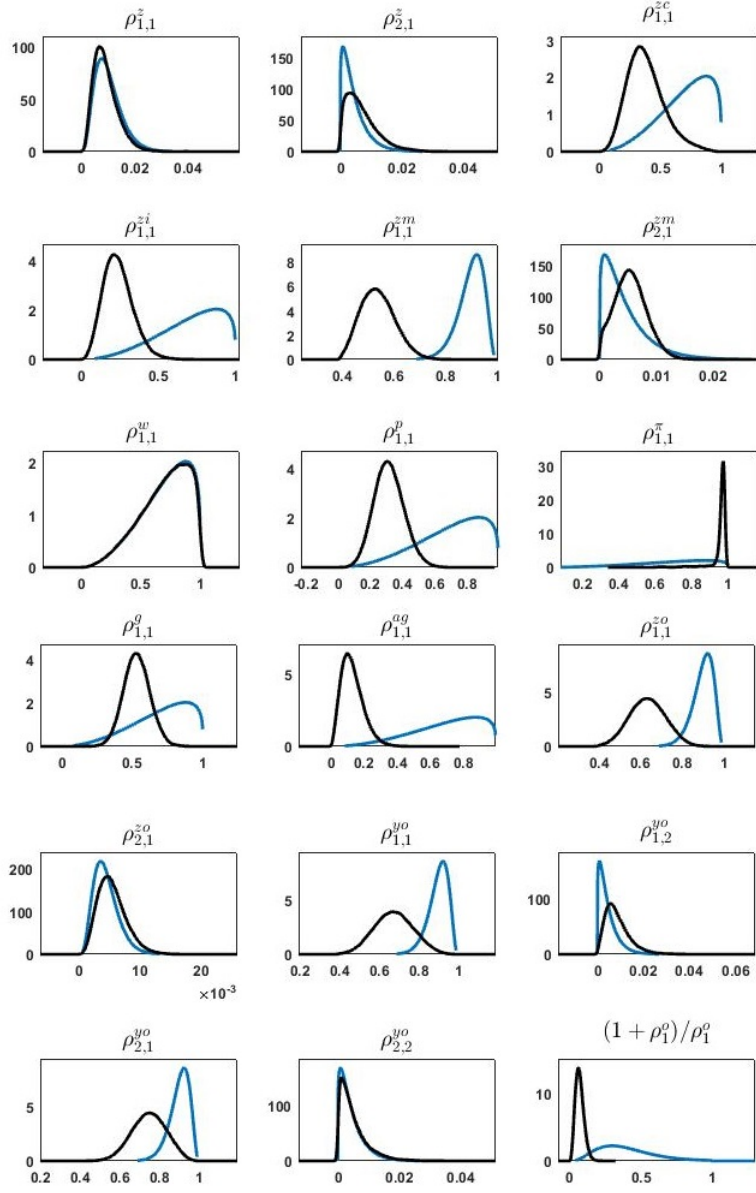 ρ^z_{1,1} ρ^z_{2,1} ρ^{zc}_{1,1}
100 50 0 0 0.02 0.04
150 100 50 0 0 0.02 0.04
3 2 1 0 0 0.5 1
ρ^{zi}_{1,1} ρ^{zm}_{1,1} ρ^{zm}_{2,1}
4 2 0 0 0.5 1
8 6 4 2 0 0.4 0.6 0.8 1
150 100 50 0 0 0.01 0.02
ρ^w_{1,1} ρ^p_{1,1} ρ^π_{1,1}
2 1 0 0 0.5 1
4 2 0 -0.2 0 0.2 0.4 0.6 0.8
30 20 10 0 0.2 0.4 0.6 0.8 1
ρ^g_{1,1} ρ^{ag}_{1,1} ρ^{zo}_{1,1}
4 2 0 0 0.5 1
5 0 0 0.2 0.4 0.6 0.8
5 0 0.4 0.6 0.8 1
ρ^{zo}_{2,1} ρ^{yo}_{1,1} ρ^{yo}_{1,2}
200 100 0 0 10 20
×10^{-3}
5 0 0.2 0.4 0.6 0.8 1
100 0 0 0.02 0.04 0.06
ρ^{yo}_{2,1} ρ^{yo}_{2,2} (1 + ρ^o_1)/ρ^o_1
5 0 0.2 0.4 0.6 0.8 1
100 0 0 0.02 0.04 0.06
10 0 0 0.5 1